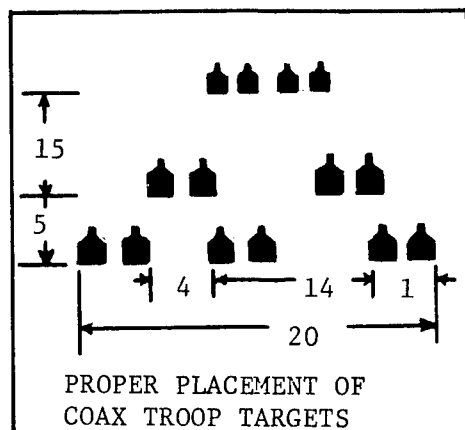 15
5
4 14 1
20
PROPER PLACEMENT OF
COAX TROOP TARGETS